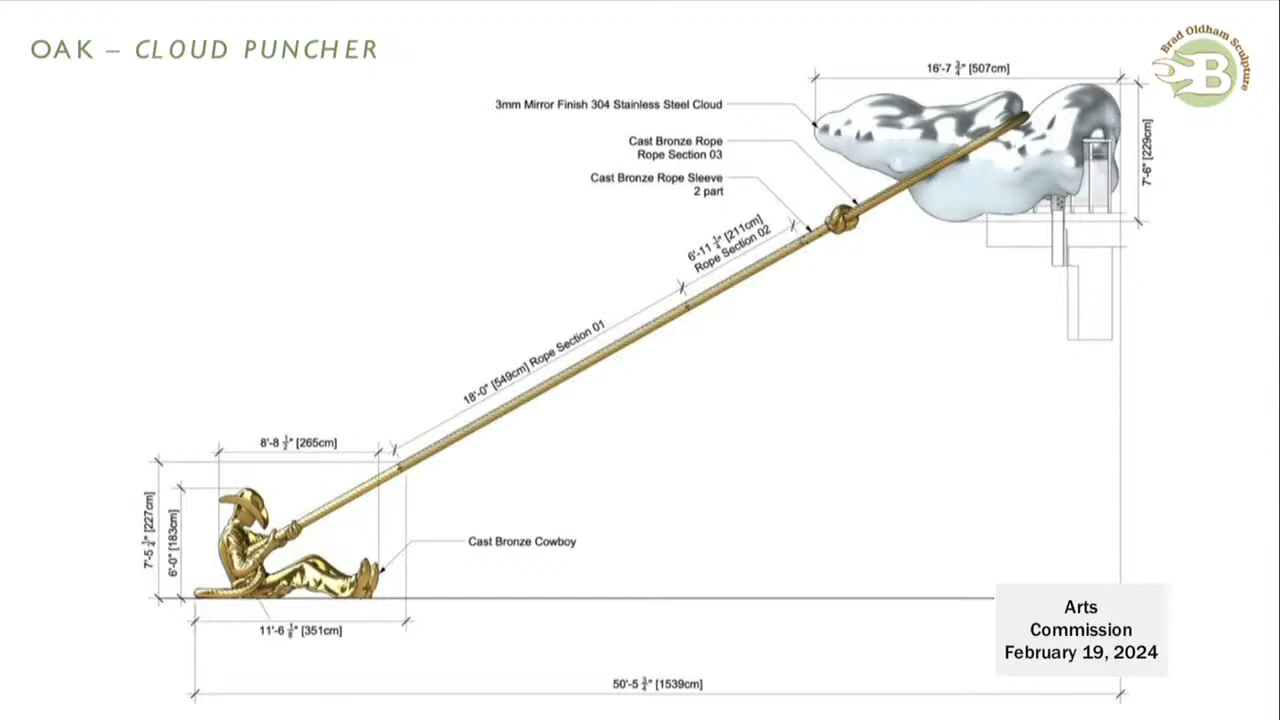 OAK – CLOUD PUNCHER
Brad Oldham Sculpture
B
16'-7 3/4" [507cm]
3mm Mirror Finish 304 Stainless Steel Cloud
Cast Bronze Rope
Rope Section 03
Cast Bronze Rope Sleeve
2 part
7'-6" [229cm]
6'-11 1/4" [211cm]
Rope Section 02
18'-0" [549cm] Rope Section 01
8'-8 1/2" [265cm]
7'-5 1/4" [227cm]
6'-0" [183cm]
Cast Bronze Cowboy
11'-6 1/8" [351cm]
Arts
Commission
February 19, 2024
50'-5 3/4" [1539cm]